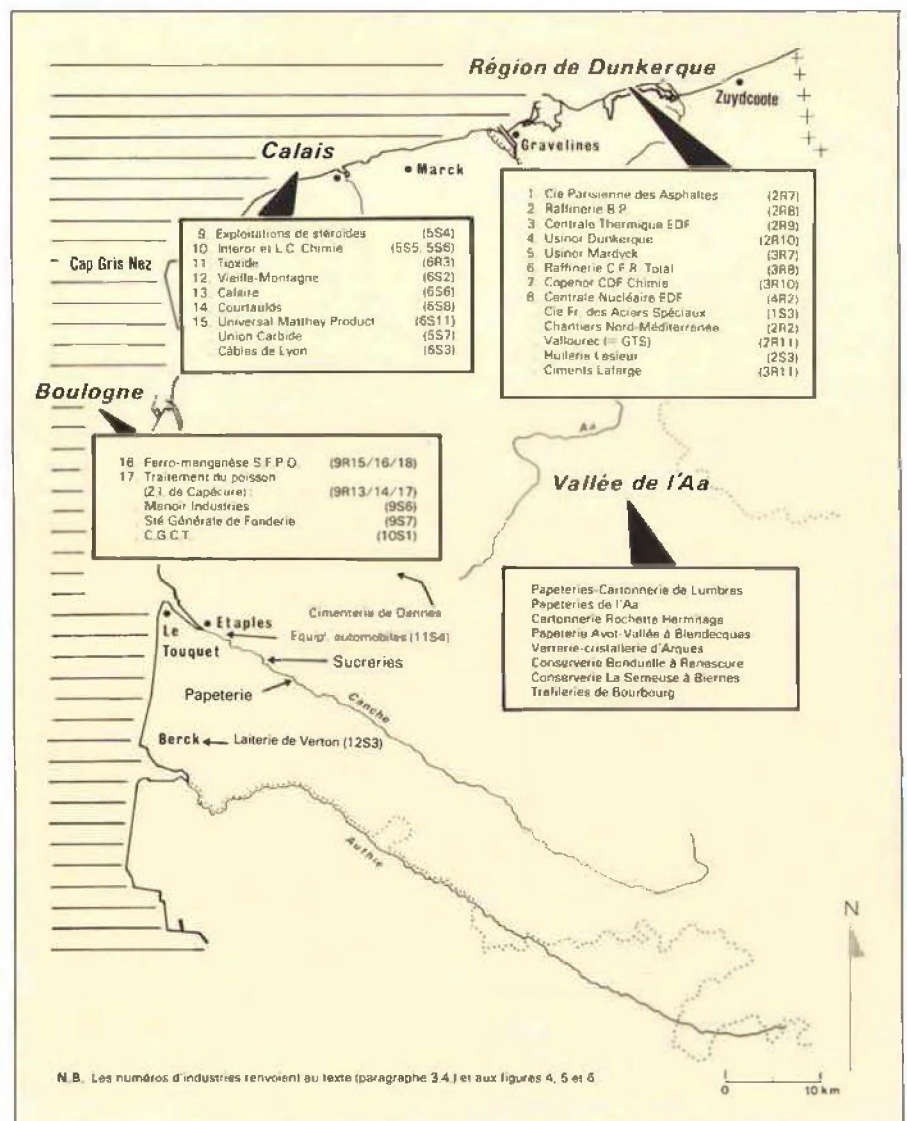 Région de Dunkerque
Zuydcoote
Gravelines
Calais
Marck
1 Cie Parisienne des Asphaltes (2R7)
2 Raffinerie B.P. (2R8)
3 Centrale Thermique EDF (2R9)
4 Usinor Dunkerque (2R10)
5 Usinor Mardyck (3R7)
6 Raffinerie C.F.R. Total (3R8)
7 Copenor CDF Chimie (3R10)
8 Centrale Nucléaire EDF (4R2)
Cie Fr. des Aciers Spéciaux (1S3)
Chantiers Nord-Méditerranée (2R2)
Vallourec (= GTS) (2R11)
Huilerie Lesieur (2S3)
Ciments Lafarge (3R11)
9 Exploitations de stéroides (5S4)
10 Interor et L.C. Chimie (5S5, 5S6)
11 Tioxide (6R3)
12 Vieille-Montagne (6S2)
13 Calaire (6S6)
14 Courtaulds (6S8)
15 Universal Matthey Product (6S11)
Union Carbide (5S7)
Câbles de Lyon (6S3)
Cap Gris Nez
Boulogne
16 Ferro-manganèse S.F.P.O. (9R15/16/18)
17 Traitement du poisson
(Z.I. de Capécure) : (9R13/14/17)
Manoir Industries (9S6)
Sté Générale de Fonderie (9S7)
C.G.C.T. (10S1)
Aa
Vallée de l'Aa
Papeteries-Cartonnerie de Lumbres
Papeteries de l'Aa
Cartonnerie Rochette Hermitage
Papeterie Avot-Vallée à Blendecques
Verrerie-cristallerie d'Arques
Conserverie Bonduelle à Renescure
Conserverie La Semeuse à Biernes
Tréfileries de Bourbourg
Cimenterie de Dannes
Etaples
Equip' automobiles (11S4)
Le Touquet
Sucreries
Papeterie
Canche
Berck
Laiterie de Verton (12S3)
Authie
N
N.B. Les numéros d'industries renvoient au texte (paragraphe 3.4.) et aux figures 4, 5 et 6
0 10 km